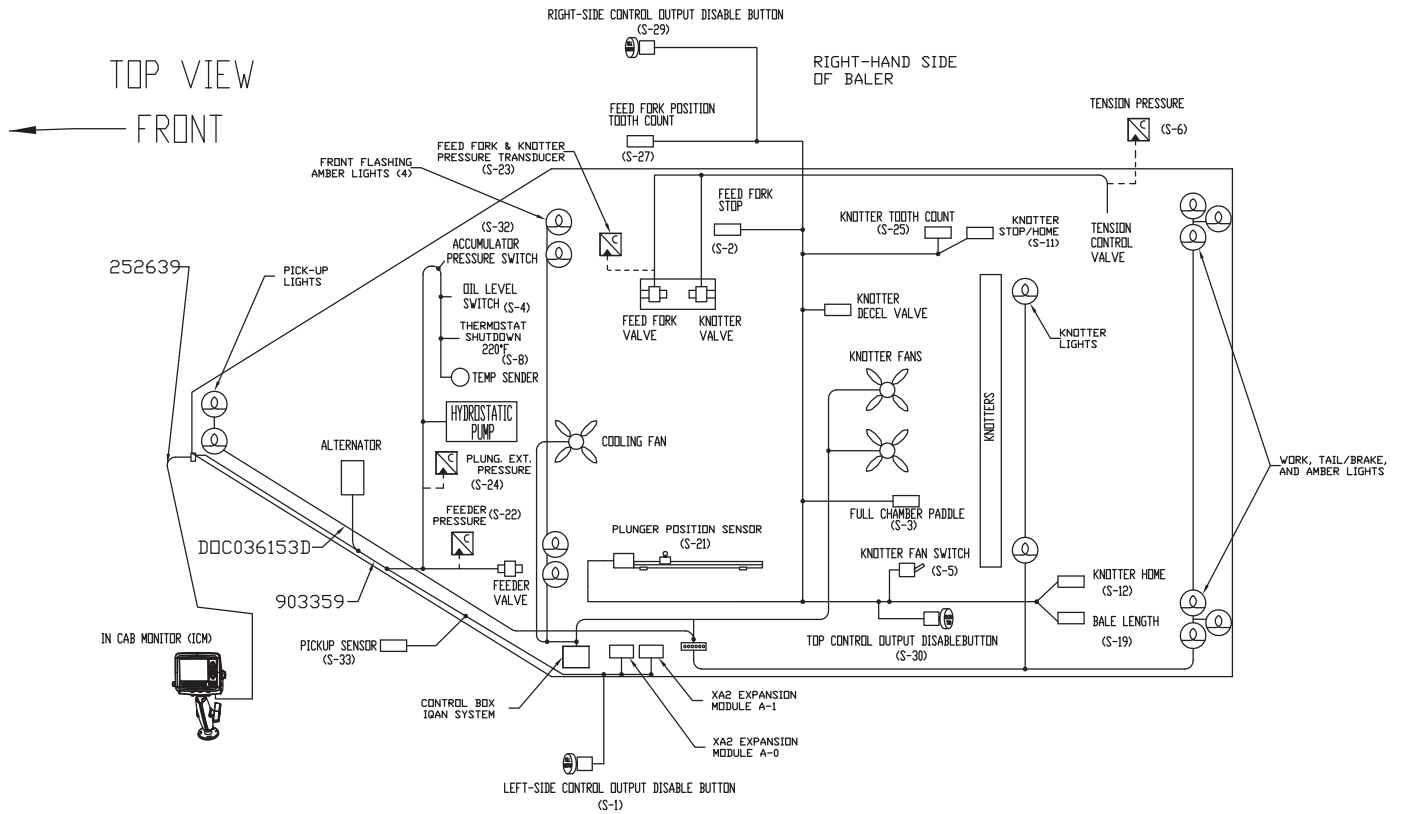 RIGHT-SIDE CONTROL OUTPUT DISABLE BUTTON
(S-29)
TOP VIEW
FRONT
RIGHT-HAND SIDE
OF BALER
FEED FORK POSITION
TOOTH COUNT
(S-27)
TENSION PRESSURE
(S-6)
FRONT FLASHING
AMBER LIGHTS (4)
FEED FORK & KNOTTER
PRESSURE TRANSDUCER
(S-23)
FEED FORK
STOP
(S-2)
KNOTTER TOOTH COUNT
(S-25)
KNOTTER
STOP/HOME
(S-11)
TENSION
CONTROL
VALVE
(S-32)
ACCUMULATOR
PRESSURE SWITCH
252639
PICK-UP
LIGHTS
OIL LEVEL
SWITCH (S-4)
THERMOSTAT
SHUTDOWN
220°F
(S-8)
TEMP SENDER
FEED FORK
VALVE
KNOTTER
VALVE
KNOTTER
DECEL VALVE
KNOTTER
LIGHTS
KNOTTER FANS
HYDROSTATIC
PUMP
KNOTTERS
ALTERNATOR
COOLING FAN
PLUNG. EXT.
PRESSURE
(S-24)
WORK, TAIL/BRAKE,
AND AMBER LIGHTS
FEEDER
PRESSURE (S-22)
FULL CHAMBER PADDLE
(S-3)
PLUNGER POSITION SENSOR
(S-21)
DOC036153D
KNOTTER FAN SWITCH
(S-5)
FEEDER
VALVE
KNOTTER HOME
(S-12)
903359
BALE LENGTH
(S-19)
IN CAB MONITOR (ICM)
PICKUP SENSOR
(S-33)
TOP CONTROL OUTPUT DISABLEBUTTON
(S-30)
CONTROL BOX
IQAN SYSTEM
XA2 EXPANSION
MODULE A-1
XA2 EXPANSION
MODULE A-0
LEFT-SIDE CONTROL OUTPUT DISABLE BUTTON
(S-1)
C
C
C
C